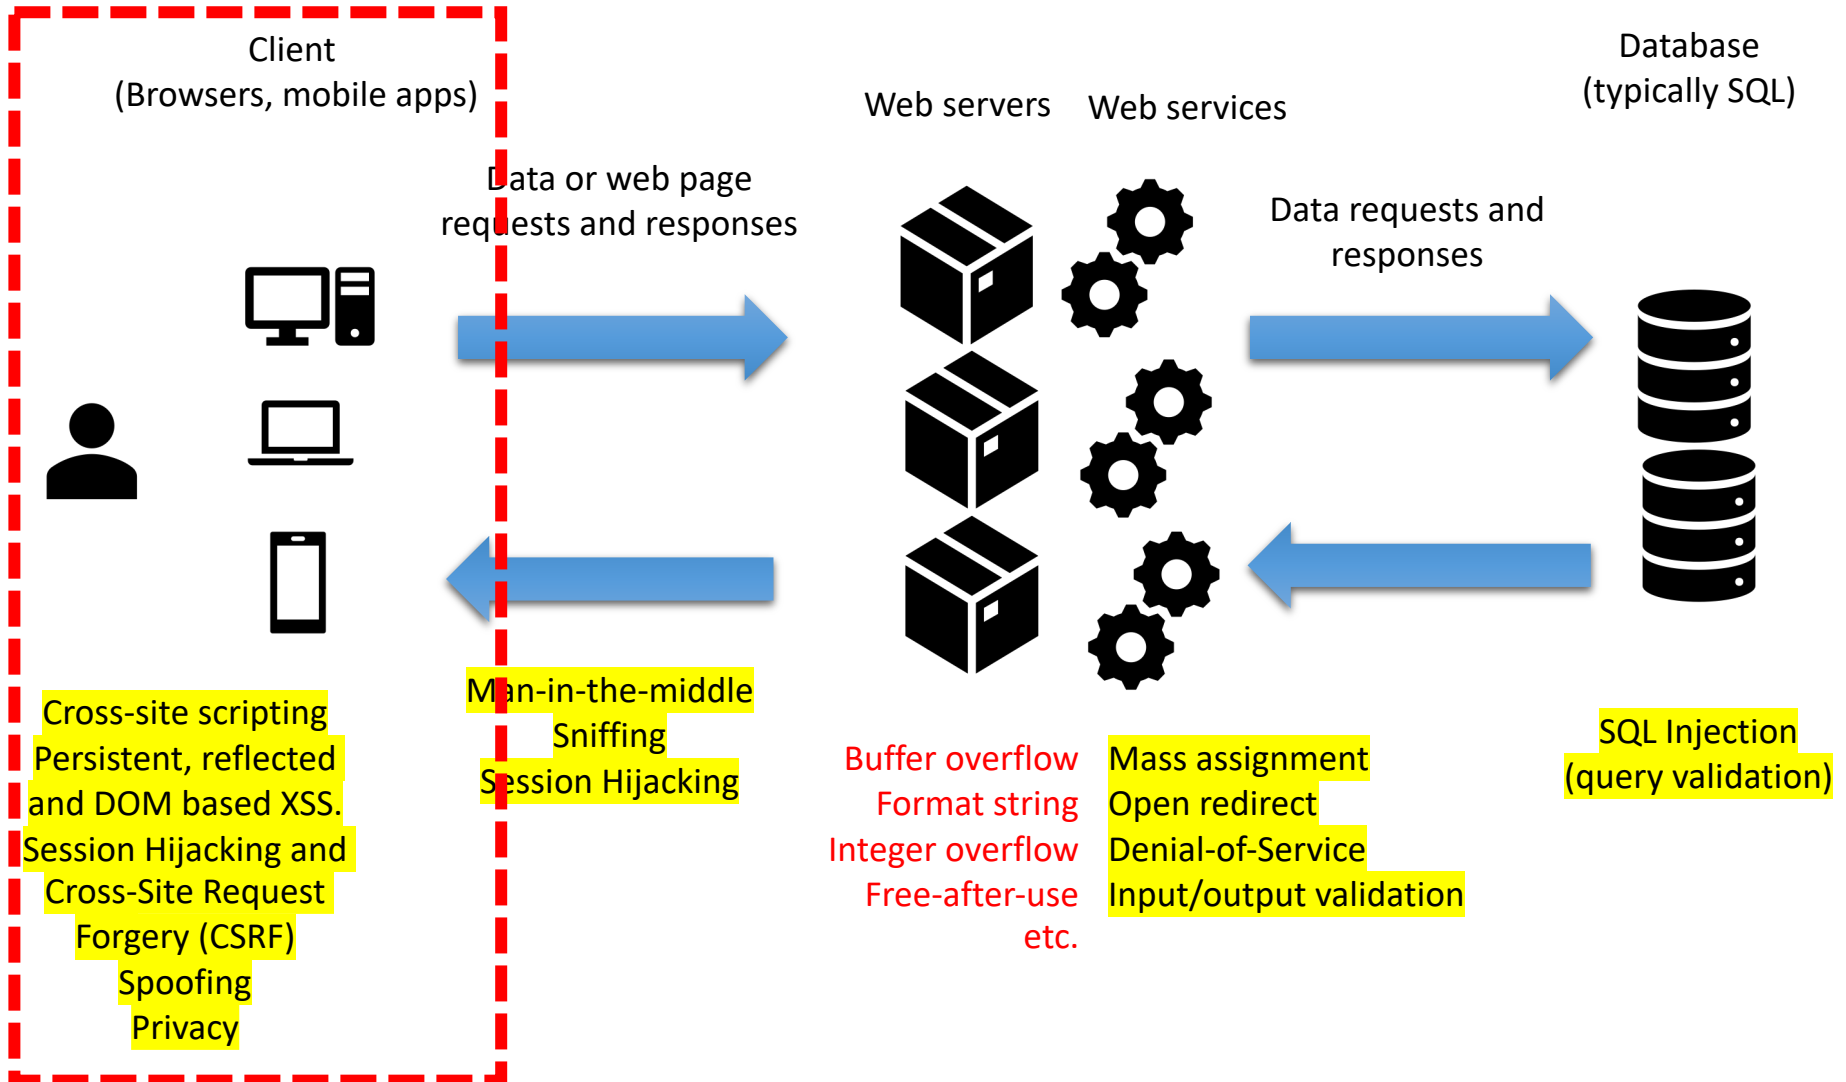 Client
(Browsers, mobile apps)
Data or web page
requests and responses
Web servers
Web services
Data requests and
responses
Database
(typically SQL)
Cross-site scripting
Persistent, reflected
and DOM based XSS.
Session Hijacking and
Cross-Site Request
Forgery (CSRF)
Spoofing
Privacy
Man-in-the-middle
Sniffing
Session Hijacking
Buffer overflow
Format string
Integer overflow
Free-after-use
etc.
Mass assignment
Open redirect
Denial-of-Service
Input/output validation
SQL Injection
(query validation)